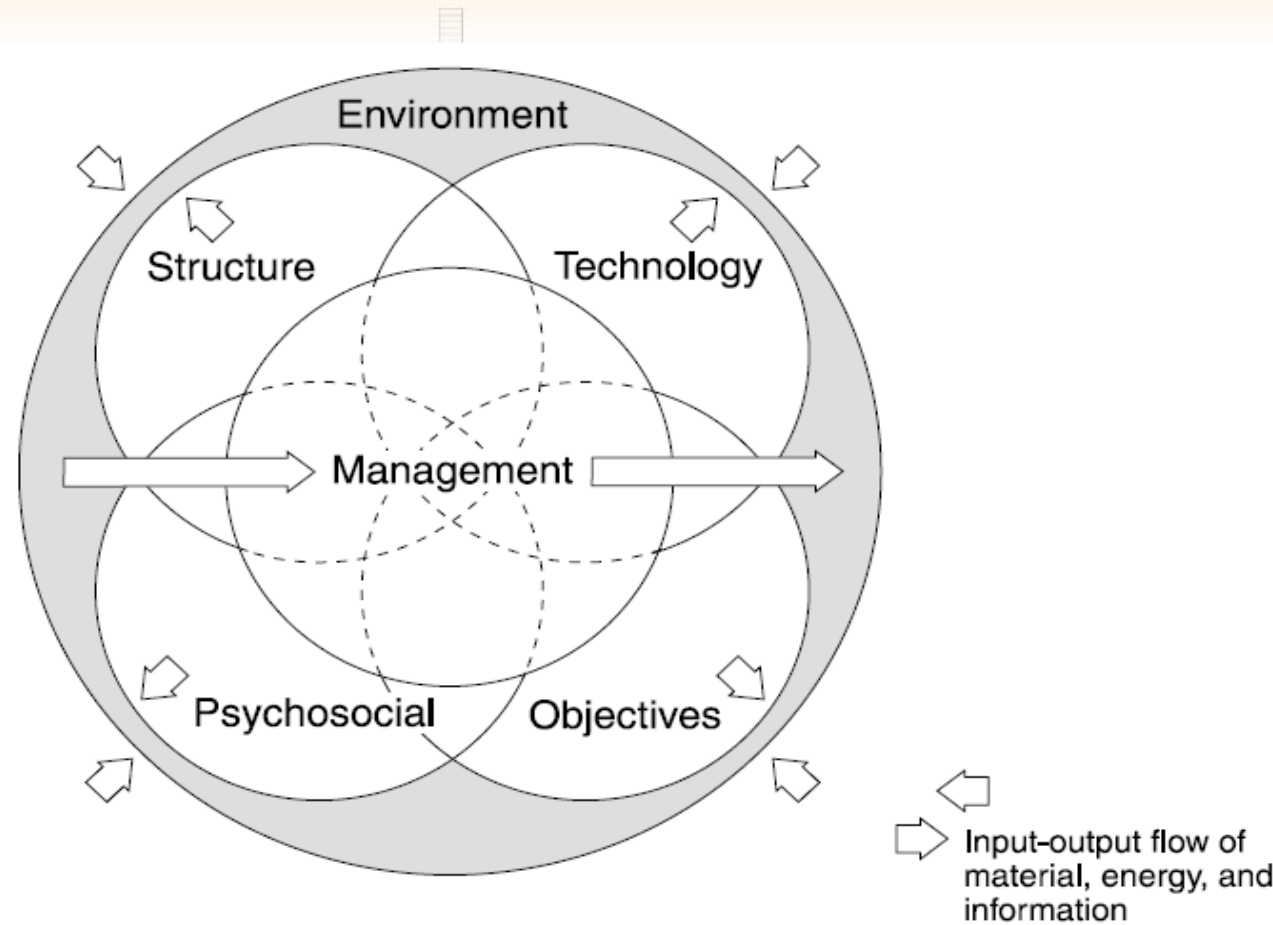 Environment
Structure
Technology
Management
Psychosocial
Objectives
Input-output flow of
material, energy, and
information